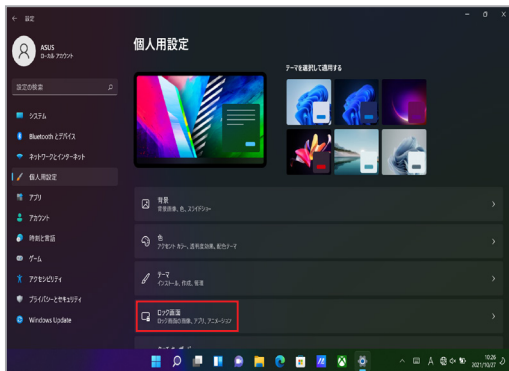 設定
ASUS
ローカル アカウント
設定の検索
システム
Bluetooth とデバイス
ネットワークとインターネット
個人用設定
アプリ
アカウント
時刻と言語
ゲーム
アクセシビリティ
プライバシーとセキュリティ
Windows Update
個人用設定
テーマを選択して適用する
背景
背景画像、色、スライドショー
色
アクセント カラー、透明度効果、配色テーマ
テーマ
インストール、作成、管理
ロック画面
ロック画面の画像、アプリ、アニメーション
A
10:26
2021/10/27